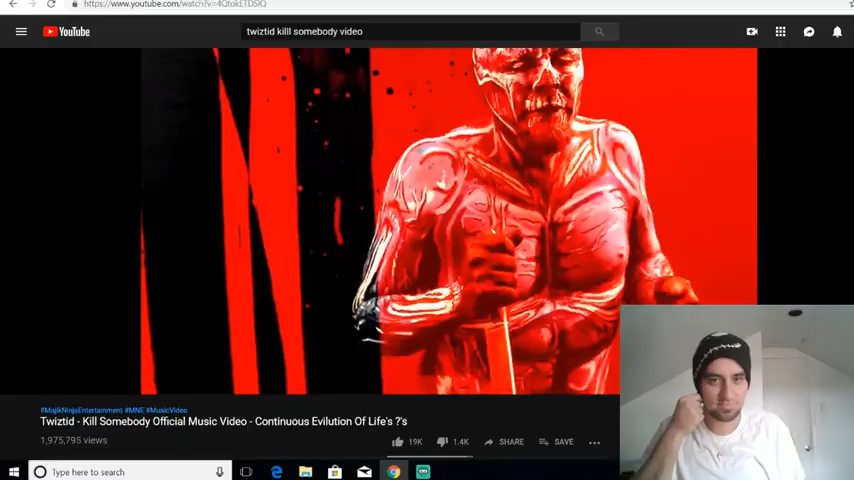 https://www.youtube.com/watch?v=4QtokETDSiQ
YouTube
twiztid killl somebody video
#MajikNinjaEntertainment #MNE #MusicVideo
Twiztid - Kill Somebody Official Music Video - Continuous Evilution Of Life's ?'s
1,975,795 views
19K
1.4K
SHARE
SAVE
Type here to search